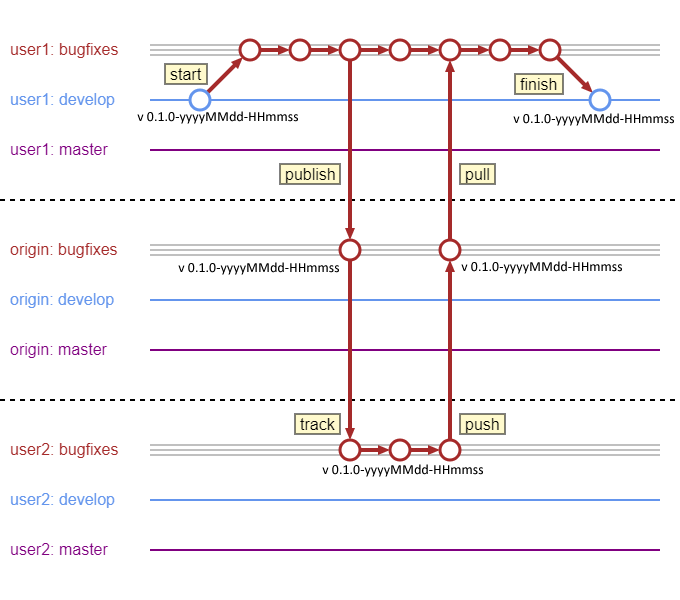 user1: bugfixes
start
finish
user1: develop
v 0.1.0-yyyyMMdd-HHmmss
v 0.1.0-yyyyMMdd-HHmmss
user1: master
publish
pull
origin: bugfixes
v 0.1.0-yyyyMMdd-HHmmss
v 0.1.0-yyyyMMdd-HHmmss
origin: develop
origin: master
track
push
user2: bugfixes
v 0.1.0-yyyyMMdd-HHmmss
user2: develop
user2: master